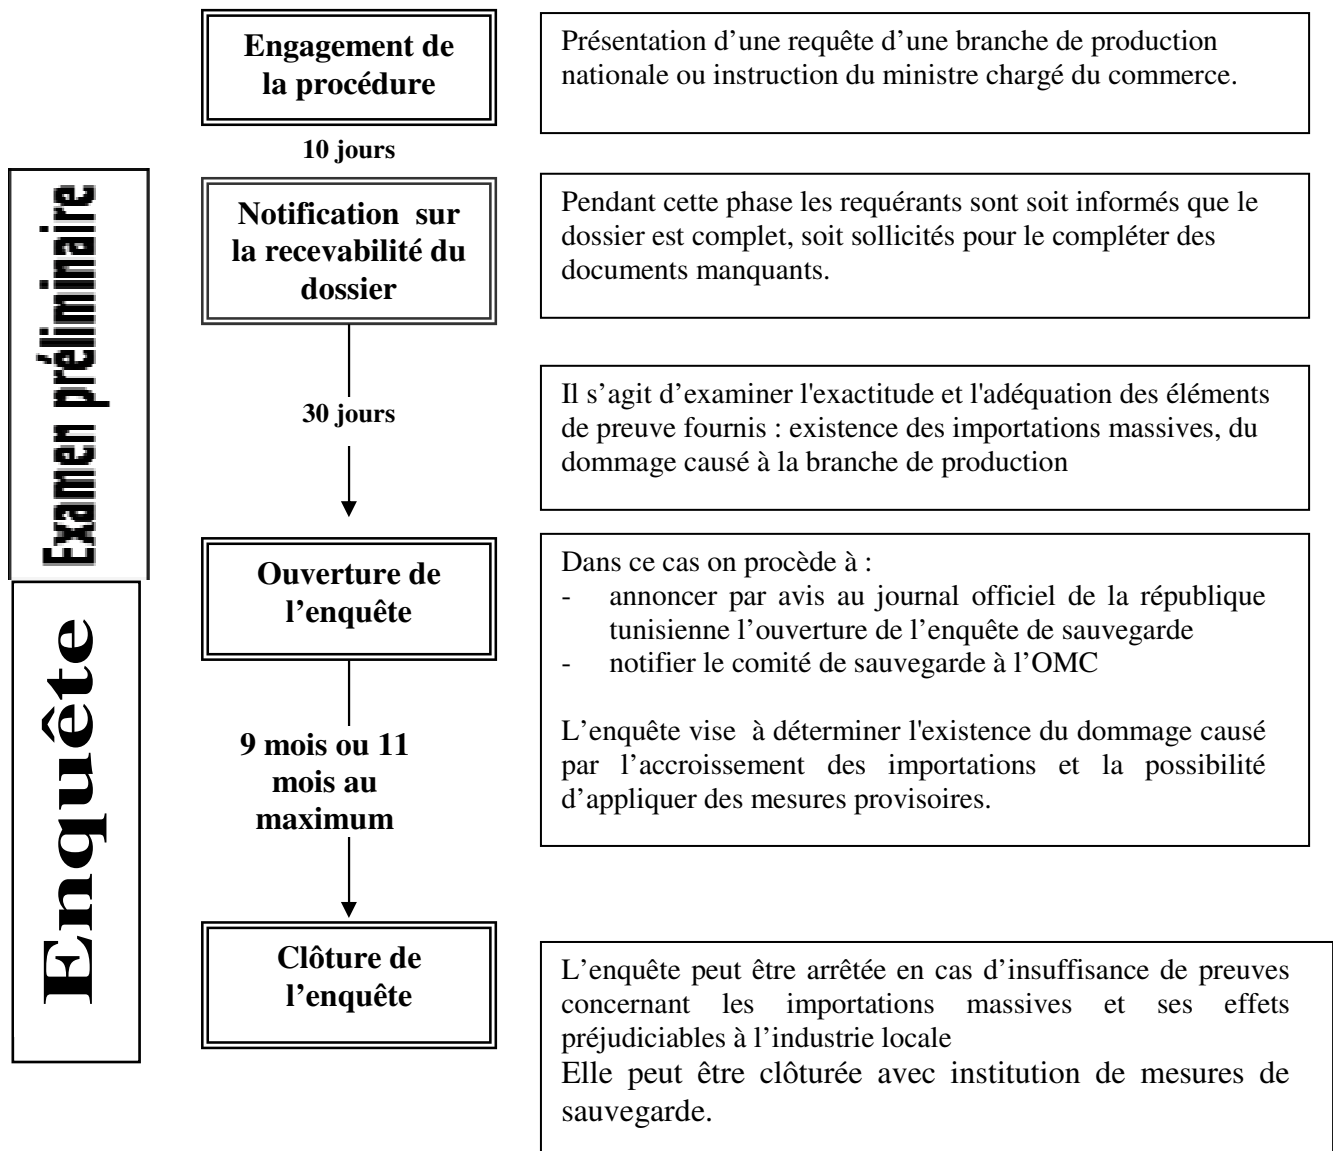 Engagement de
la procédure
Présentation d’une requête d’une branche de production
nationale ou instruction du ministre chargé du commerce.
10 jours
Examen préliminaire
Notification sur
la recevabilité du
dossier
Pendant cette phase les requérants sont soit informés que le
dossier est complet, soit sollicités pour le compléter des
documents manquants.
30 jours
Il s’agit d’examiner l'exactitude et l'adéquation des éléments
de preuve fournis : existence des importations massives, du
dommage causé à la branche de production
Enquête
Ouverture de
l’enquête
Dans ce cas on procède à :
- annoncer par avis au journal officiel de la république
tunisienne l’ouverture de l’enquête de sauvegarde
- notifier le comité de sauvegarde à l’OMC
L’enquête vise à déterminer l'existence du dommage causé
par l’accroissement des importations et la possibilité
d’appliquer des mesures provisoires.
9 mois ou 11
mois au
maximum
Clôture de
l’enquête
L’enquête peut être arrêtée en cas d’insuffisance de preuves
concernant les importations massives et ses effets
préjudiciables à l’industrie locale
Elle peut être clôturée avec institution de mesures de
sauvegarde.